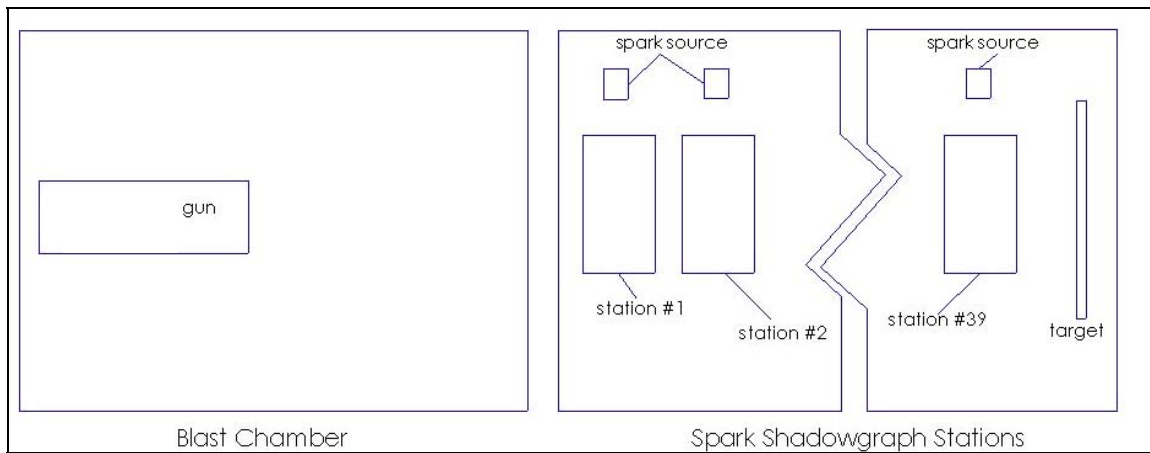 spark source
spark source
gun
station #1
station #2
station #39
target
Blast Chamber
Spark Shadowgraph Stations